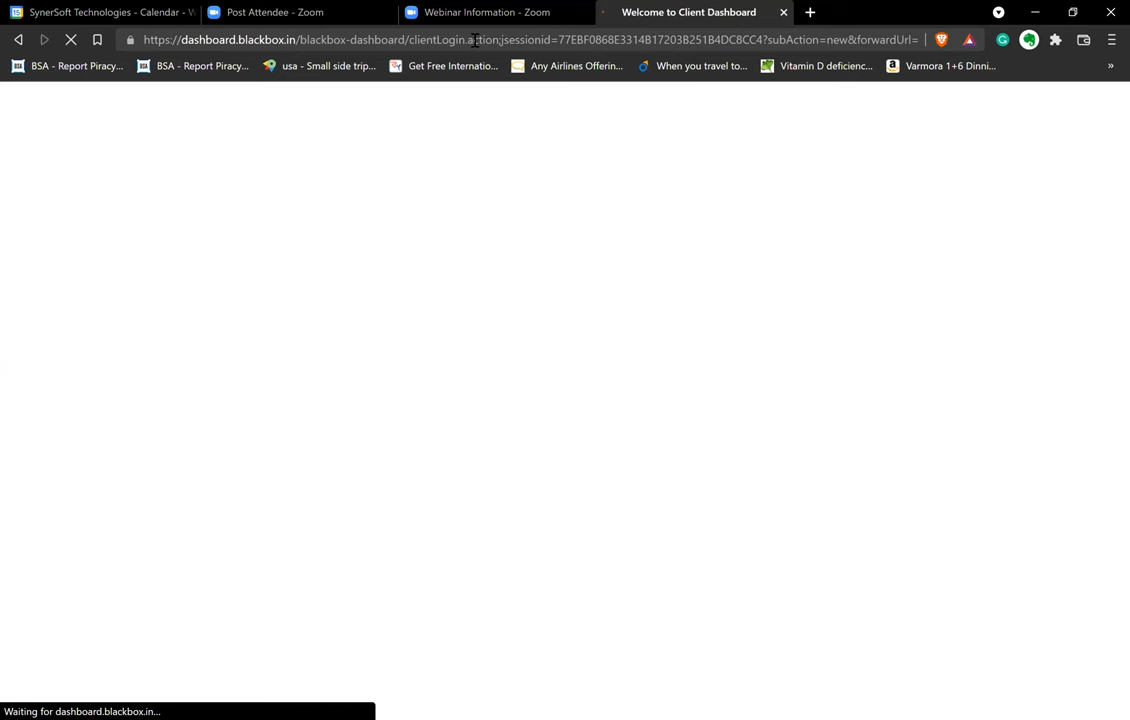 SynerSoft Technologies - Calendar - W
Post Attendee - Zoom
Webinar Information - Zoom
Welcome to Client Dashboard
https://dashboard.blackbox.in/blackbox-dashboard/clientLogin.action;jsessionid=77EBF0868E3314B17203B251B4DC8CC4?subAction=new&forwardUrl=
BSA - Report Piracy...
BSA - Report Piracy...
usa - Small side trip...
Get Free Internatio...
Any Airlines Offerin...
When you travel to...
Vitamin D deficienc...
Varmora 1+6 Dinni...
»
Waiting for dashboard.blackbox.in...